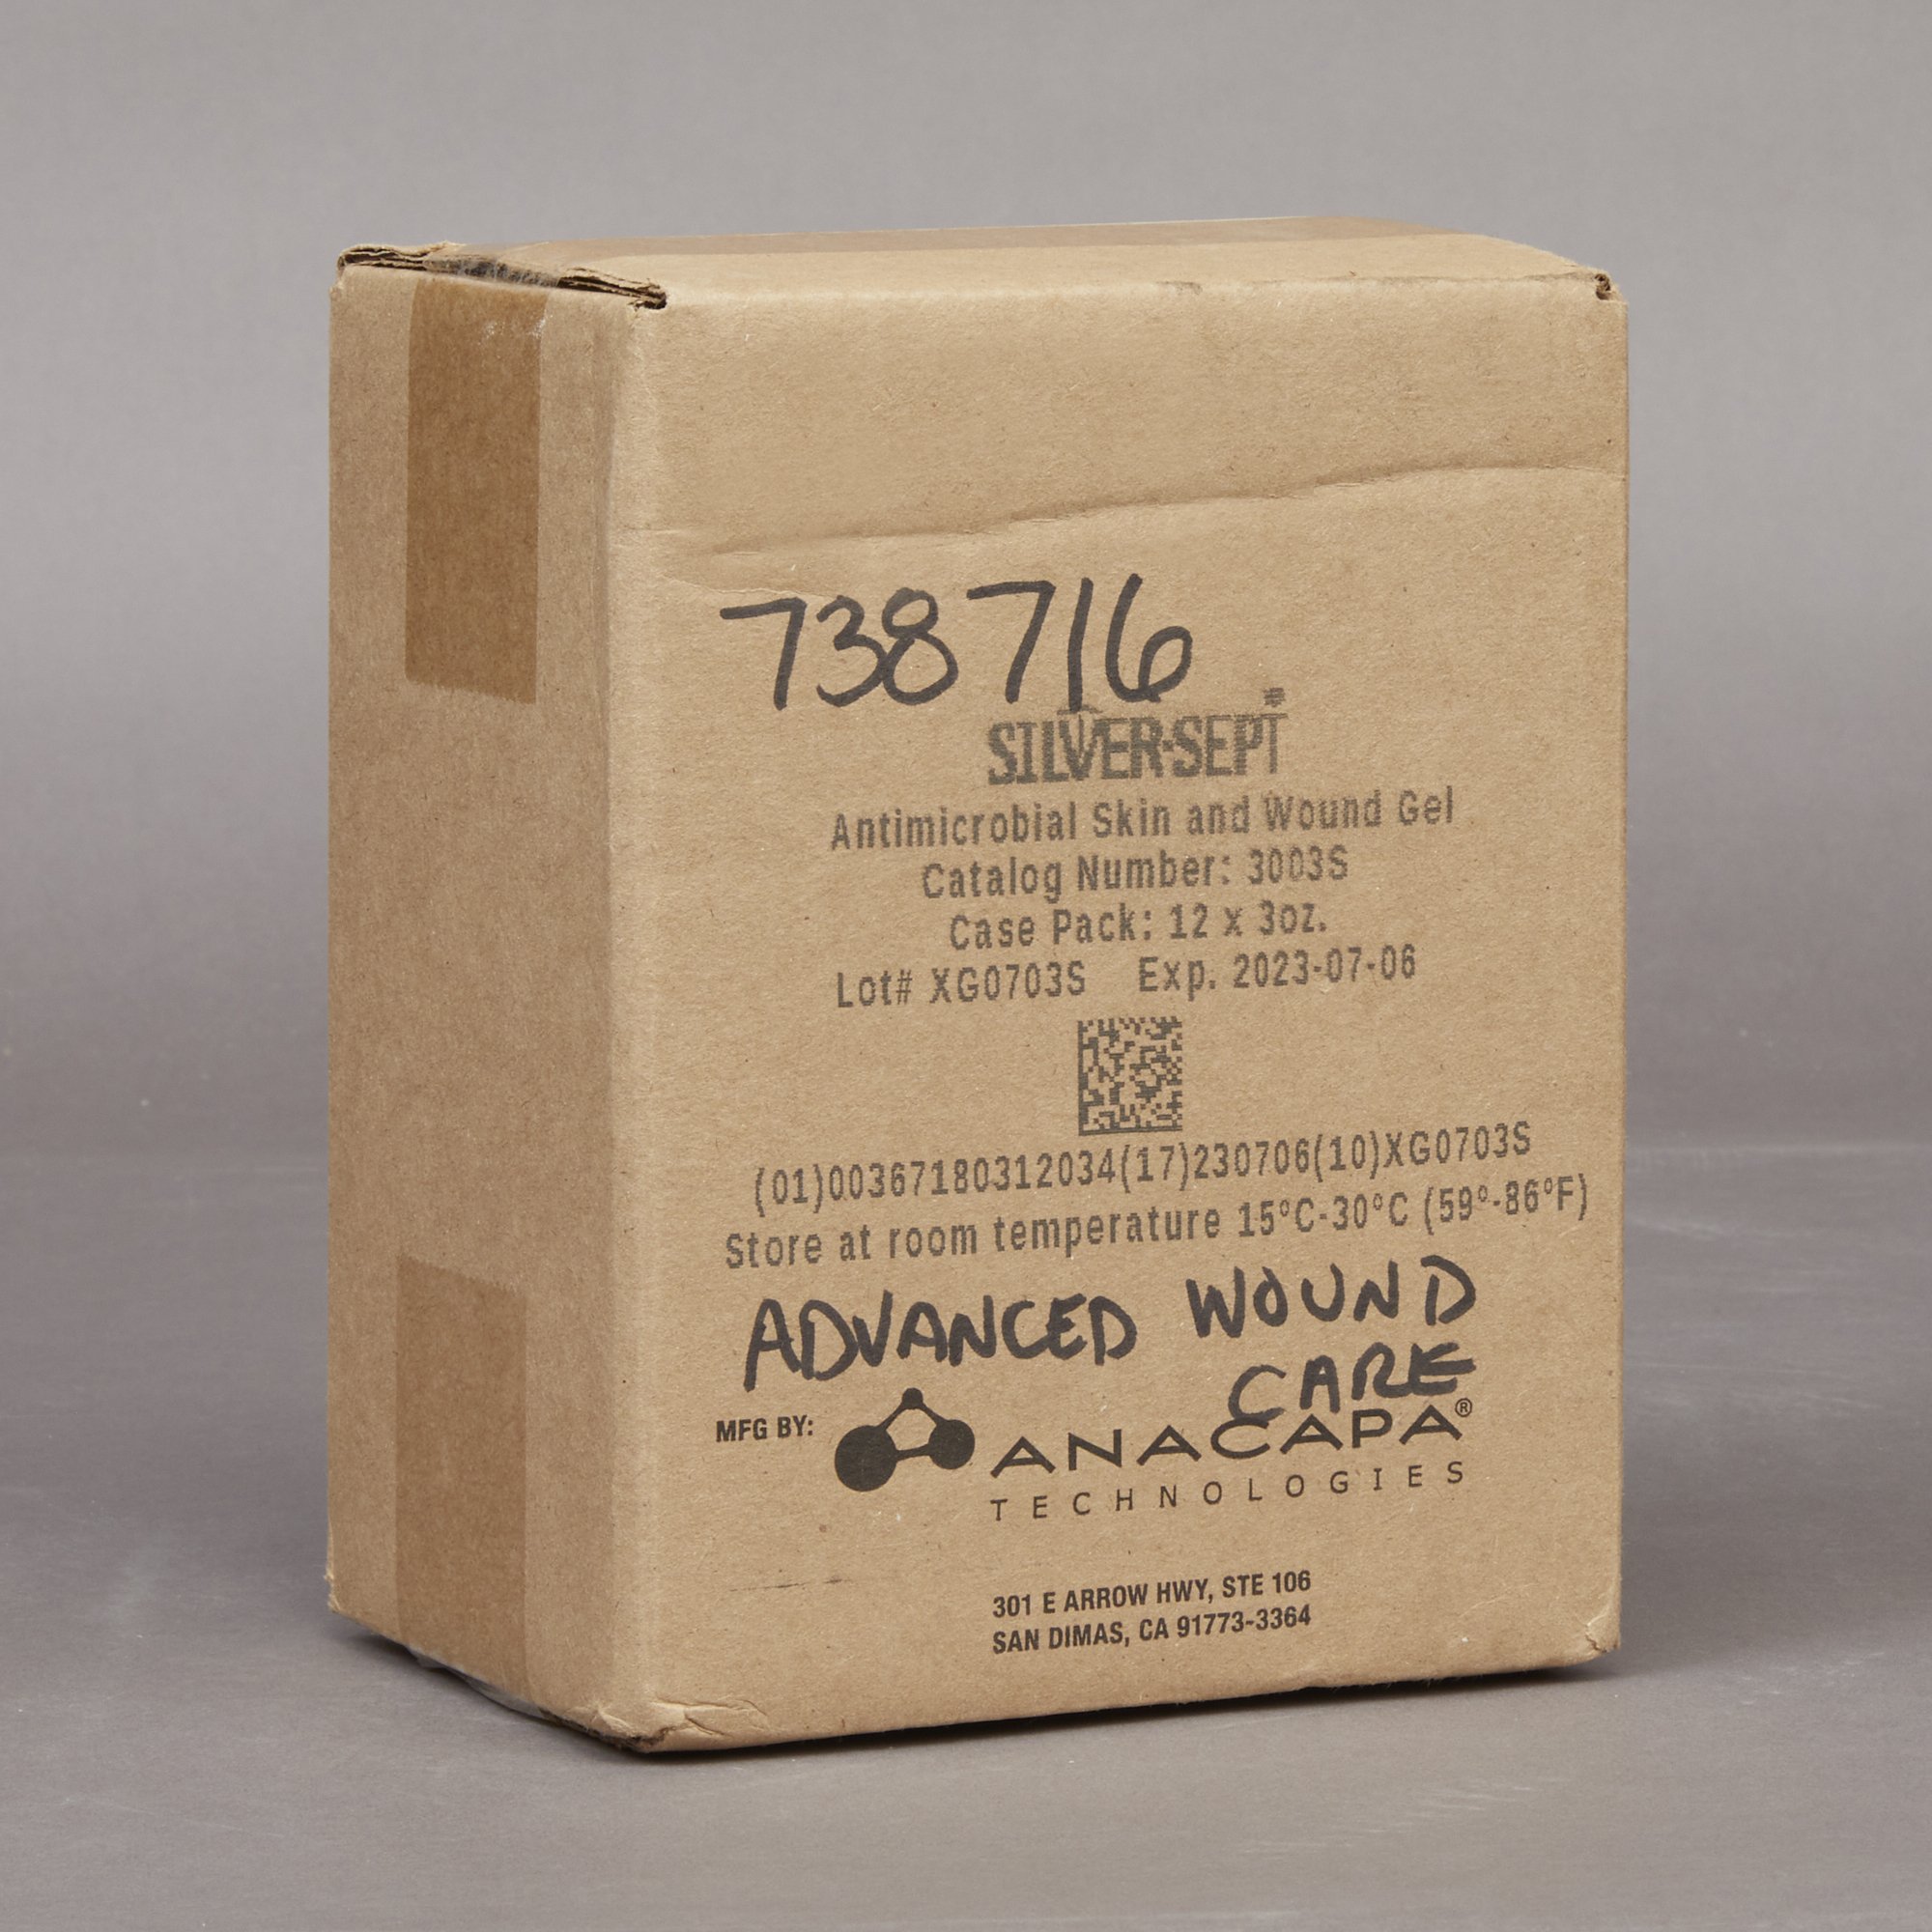 738716
SILVER-SEPT
Antimicrobial Skin and Wound Gel
Catalog Number: 3003S
Case Pack: 12 x 3oz.
Lot# XG0703S Exp. 2023-07-06
(01)00367180312034(17)230706(10)XG0703S
Store at room temperature 15°C-30°C (59°-86°F)
ADVANCED WOUND
CARE
MFG BY: ANACAPA®
TECHNOLOGIES
301 E ARROW HWY, STE 106
SAN DIMAS, CA 91773-3364